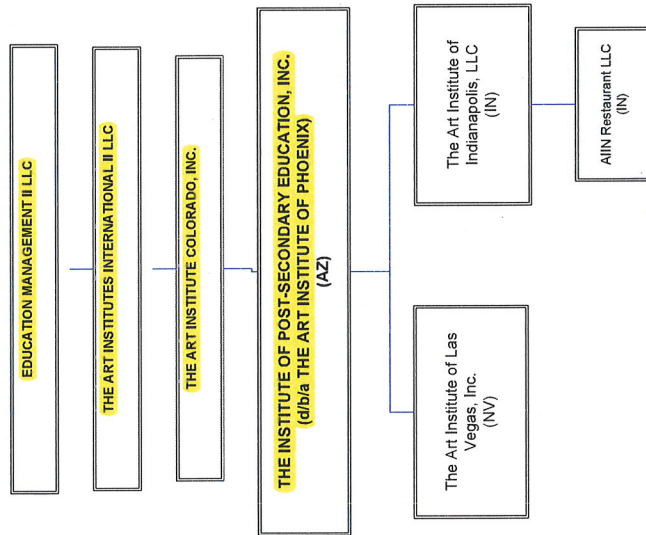 EDUCATION MANAGEMENT II LLC
THE ART INSTITUTES INTERNATIONAL II LLC
THE ART INSTITUTE COLORADO, INC.
THE INSTITUTE OF POST-SECONDARY EDUCATION, INC.
(d/b/a THE ART INSTITUTE OF PHOENIX)
(AZ)
The Art Institute of Las
Vegas, Inc.
(NV)
The Art Institute of
Indianapolis, LLC
(IN)
AIIN Restaurant LLC
(IN)